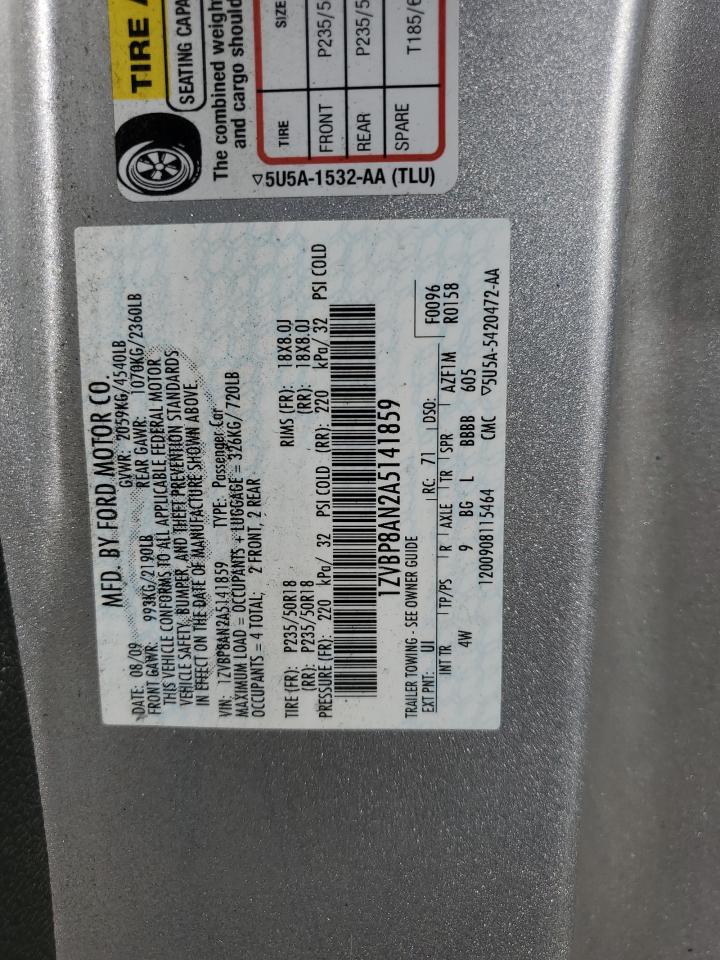 TIRE A
SEATING CAPA
The combined weight
and cargo should
TIRE SIZE
FRONT P235/5
REAR P235/5
SPARE T185/6
▽5U5A-1532-AA (TLU)
MFD. BY FORD MOTOR CO.
DATE: 08/09 GVWR: 2059KG/4540LB
FRONT GAWR: 993KG/2190LB REAR GAWR: 1070KG/2360LB
THIS VEHICLE CONFORMS TO ALL APPLICABLE FEDERAL MOTOR
VEHICLE SAFETY, BUMPER, AND THEFT PREVENTION STANDARDS
IN EFFECT ON THE DATE OF MANUFACTURE SHOWN ABOVE.
VIN: 1ZVBP8AN2A5141859 TYPE: Passenger Car
MAXIMUM LOAD = OCCUPANTS + LUGGAGE = 326KG/720LB
OCCUPANTS = 4 TOTAL; 2 FRONT, 2 REAR
TIRE (FR): P235/50R18 RIMS (FR): 18X8.0J
(RR): P235/50R18 (RR): 18X8.0J
PRESSURE (FR): 220 kPa/ 32 PSI COLD (RR): 220 kPa/ 32 PSI COLD
1ZVBP8AN2A5141859
TRAILER TOWING - SEE OWNER GUIDE F0096
EXT PNT: UI RC: 71 DSO: R0158
INT TR TP/PS R AXLE TR SPR AZF1M
4W 9 BG L BBBB 605
1200908115464 CMC ▽5U5A-5420472-AA